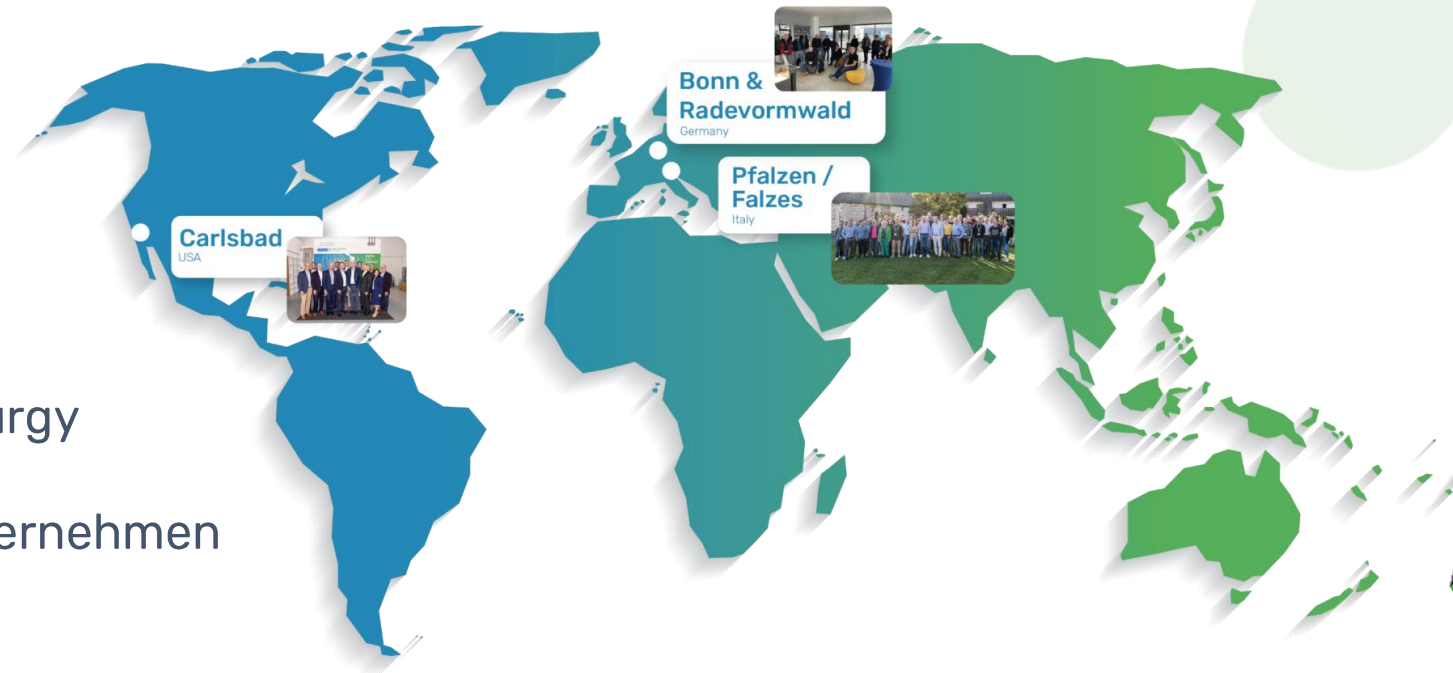 Bonn &
Radevormwald
Germany
Pfalzen /
Falzes
Italy
Carlsbad
USA
urgy
ernehmen